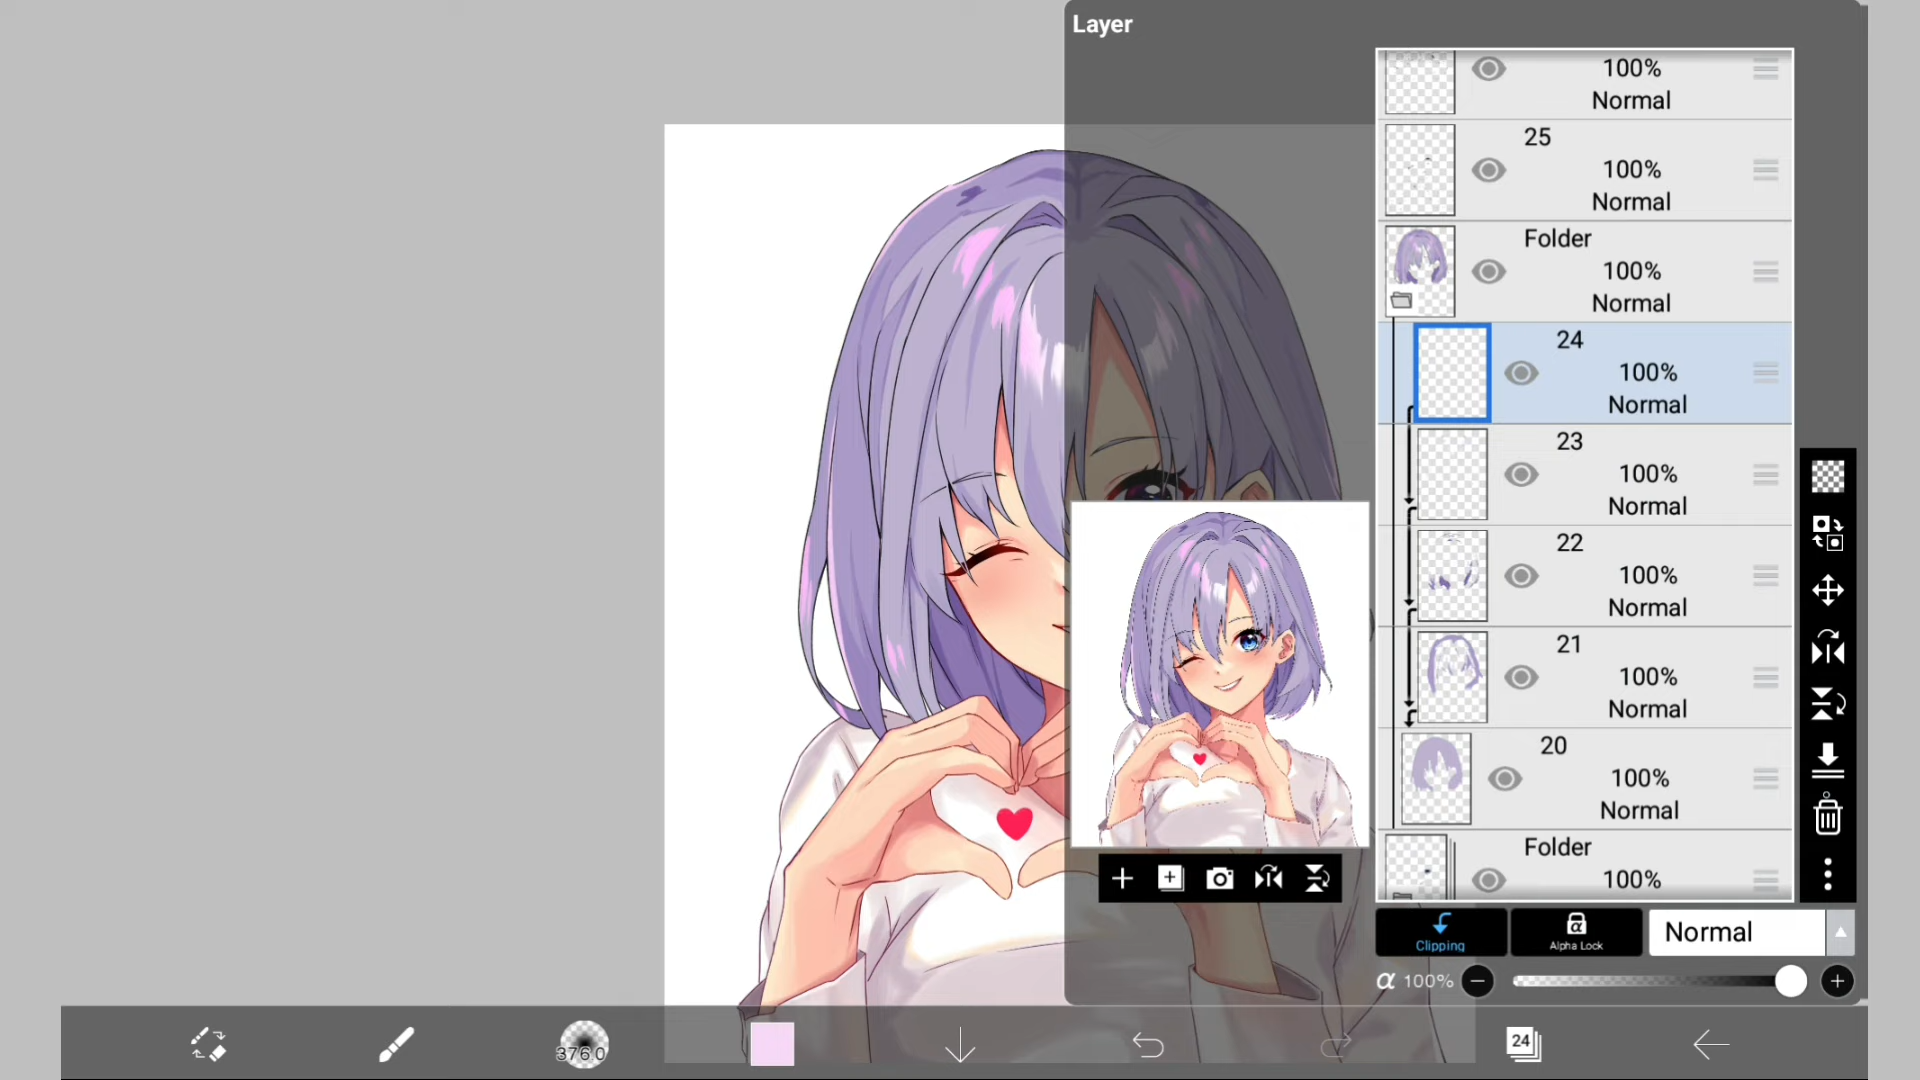 Layer
100%
Normal
25
100%
Normal
Folder
100%
Normal
24
100%
Normal
23
100%
Normal
22
100%
Normal
21
100%
Normal
20
100%
Normal
Folder
100%
Clipping
α
Alpha Lock
Normal
α 100%
376.0
24